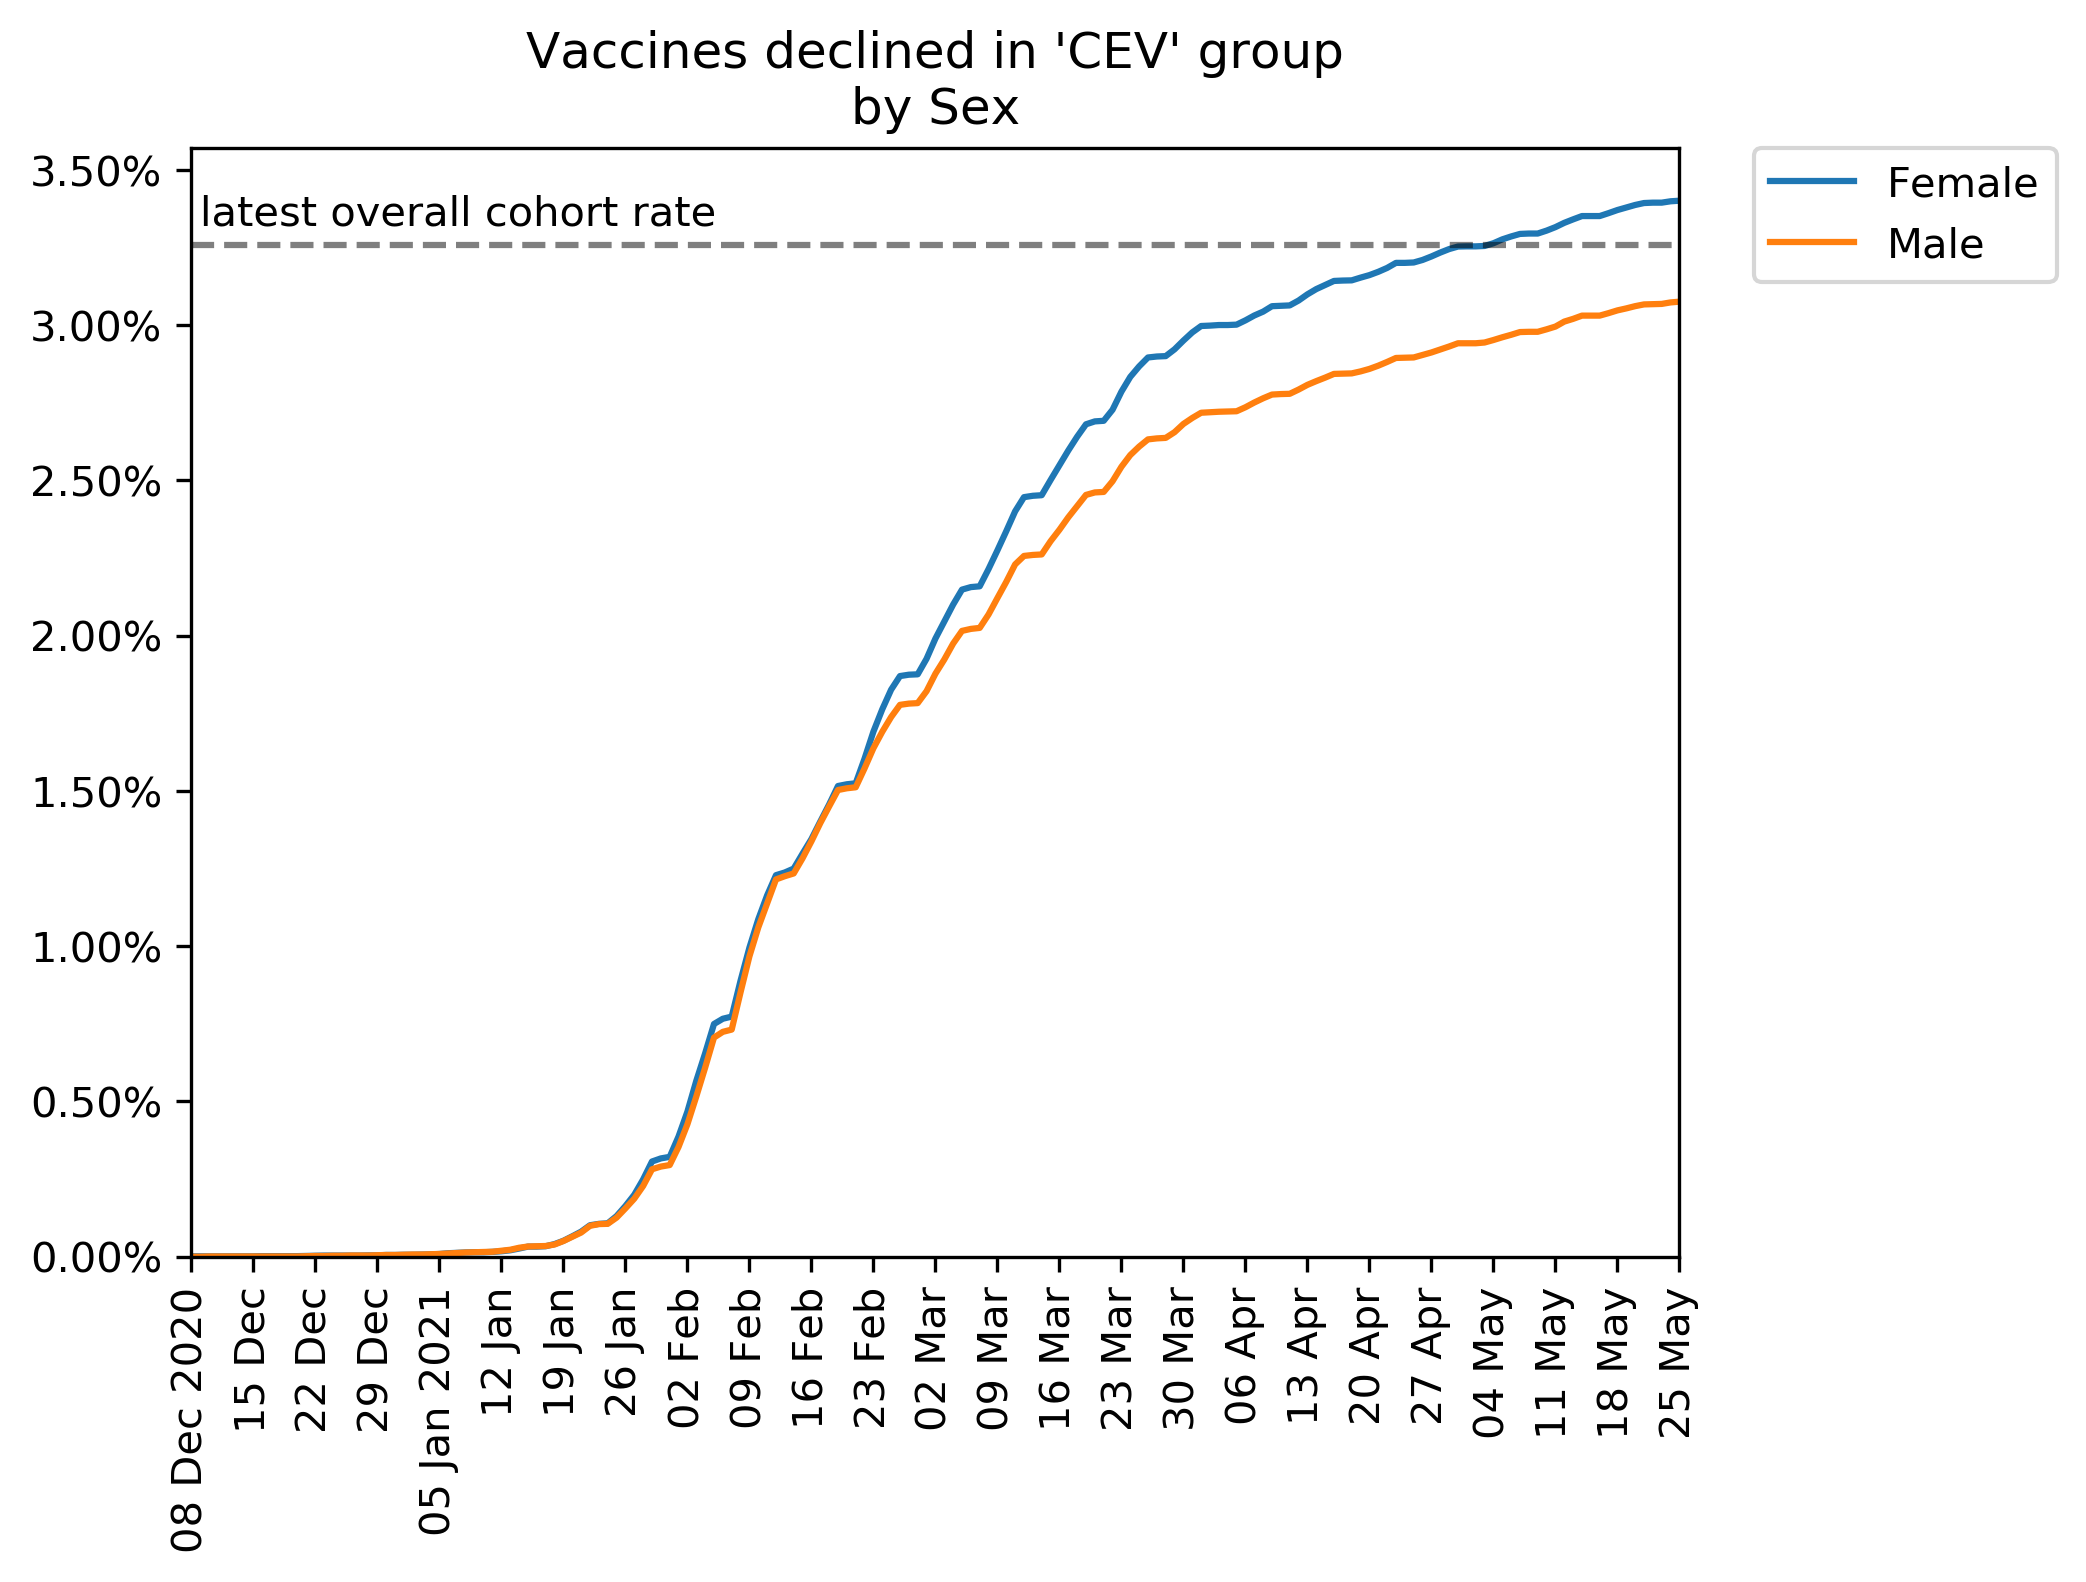 Vaccines declined in 'CEV' group
by Sex
3.50%
3.00%
2.50%
2.00%
1.50%
1.00%
0.50%
0.00%
latest overall cohort rate
Female
Male
08 Dec 2020
15 Dec
22 Dec
29 Dec
05 Jan 2021
12 Jan
19 Jan
26 Jan
02 Feb
09 Feb
16 Feb
23 Feb
02 Mar
09 Mar
16 Mar
23 Mar
30 Mar
06 Apr
13 Apr
20 Apr
27 Apr
04 May
11 May
18 May
25 May